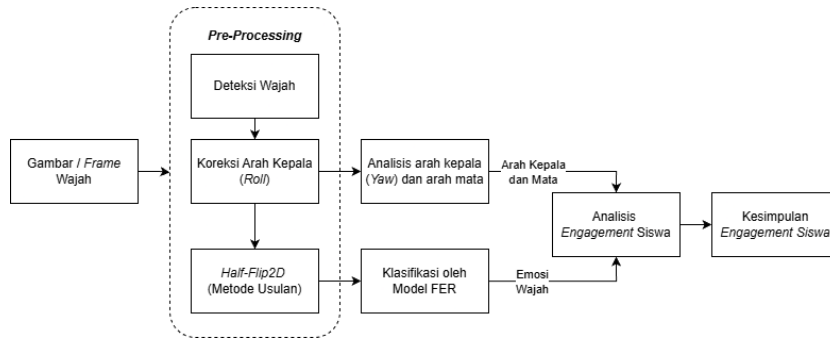 Pre-Processing
Deteksi Wajah
Gambar / Frame
Wajah
Koreksi Arah Kepala
(Roll)
Analisis arah kepala
(Yaw) dan arah mata
Arah Kepala
dan Mata
Analisis
Engagement Siswa
Kesimpulan
Engagement Siswa
Half-Flip2D
(Metode Usulan)
Klasifikasi oleh
Model FER
Emosi
Wajah